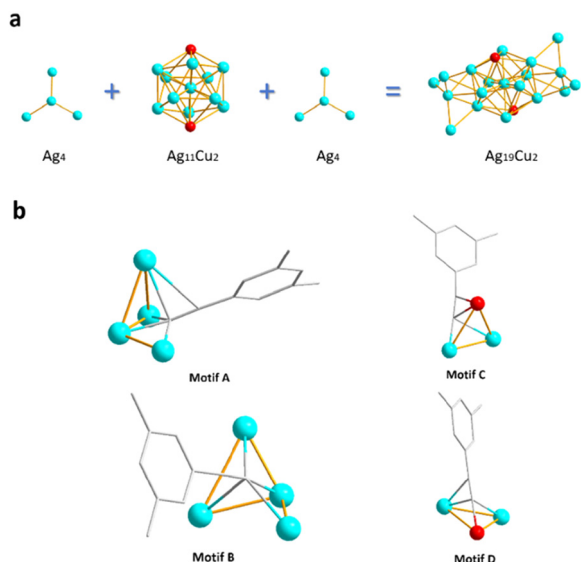 a
+ + =
Ag4 Ag11Cu2 Ag4 Ag19Cu2
b
Motif A
Motif C
Motif B
Motif D